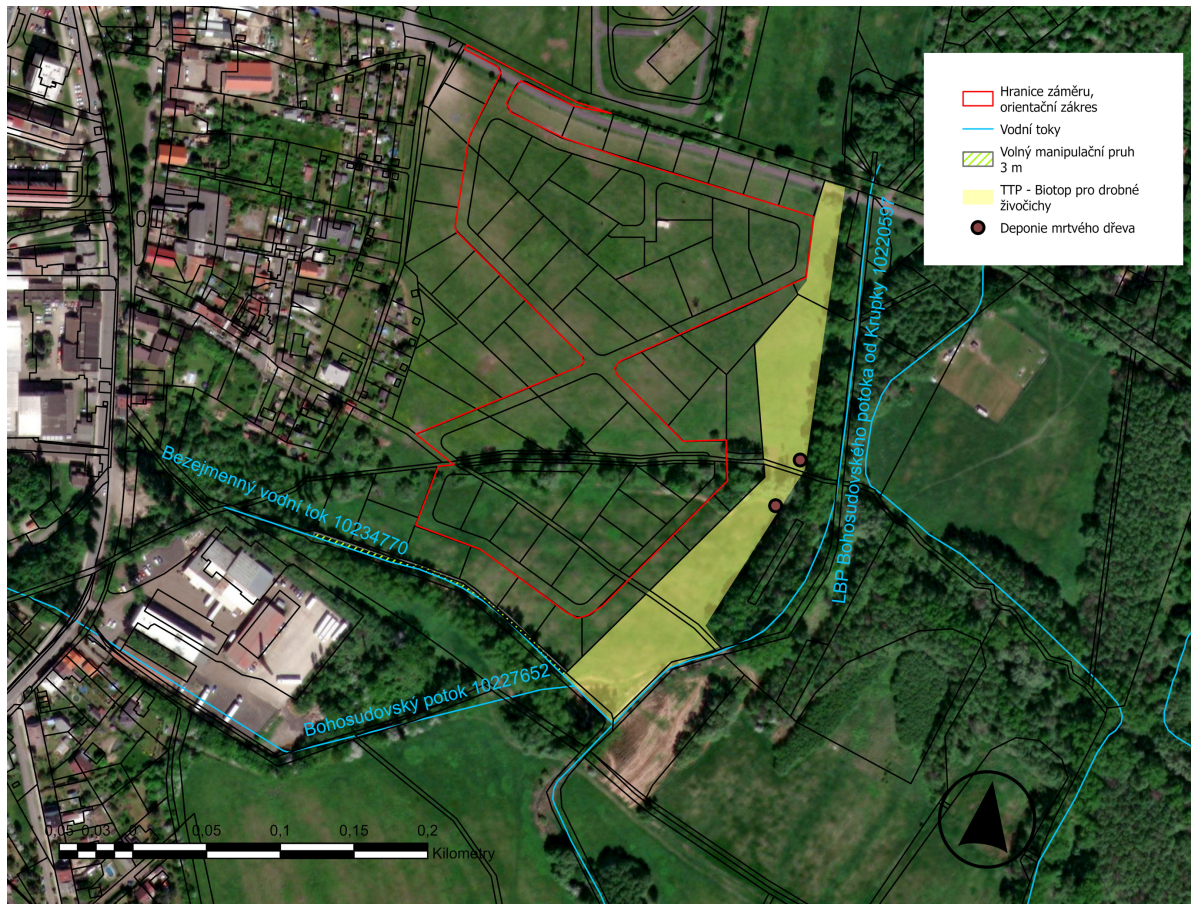 Hranice záměru,
orientační zákres
Vodní toky
Volný manipulační pruh
3 m
TTP - Biotop pro drobné
živočichy
Deponie mrtvého dřeva
LBP Bohosudovského potoka od Krupky 10220597
Bezejmenný vodní tok 10234770
Bohosudovský potok 10227652
0,05 0,03 0 0,05 0,1 0,15 0,2
Kilometry